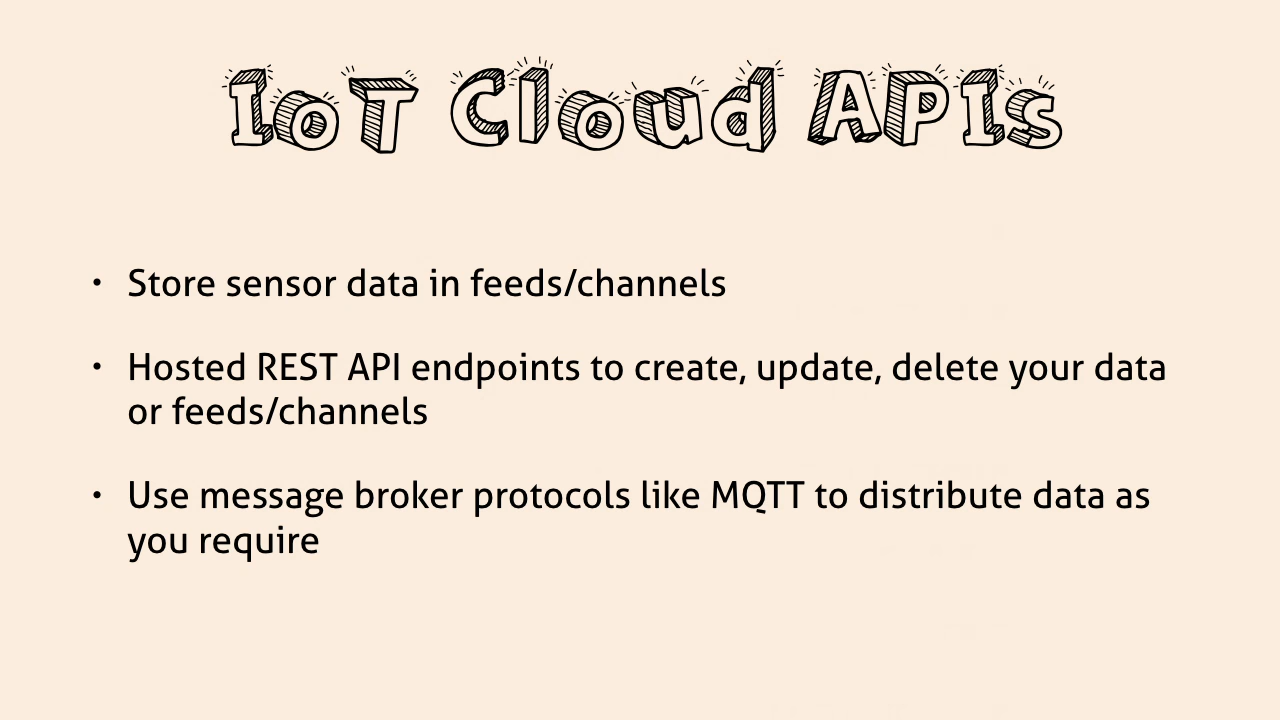 IoT Cloud APIs
• Store sensor data in feeds/channels
• Hosted REST API endpoints to create, update, delete your data
or feeds/channels
• Use message broker protocols like MQTT to distribute data as
you require